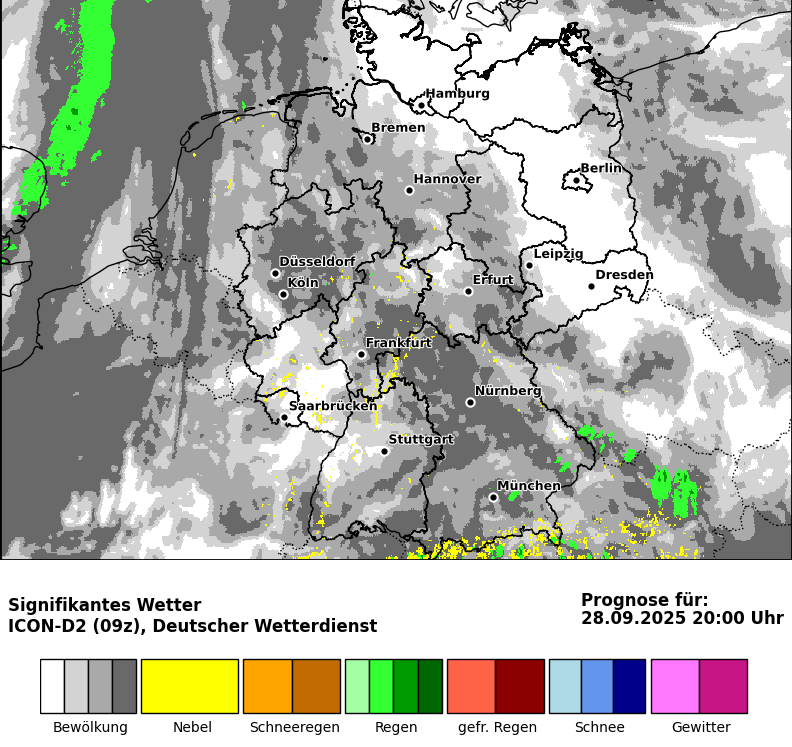 Hamburg
Bremen
Berlin
Hannover
Leipzig
Düsseldorf
Dresden
Köln
Erfurt
Frankfurt
Nürnberg
Saarbrücken
Stuttgart
München
Signifikantes Wetter
ICON-D2 (09z), Deutscher Wetterdienst
Prognose für:
28.09.2025 20:00 Uhr
Bewölkung
Nebel
Schneeregen
Regen
gefr. Regen
Schnee
Gewitter